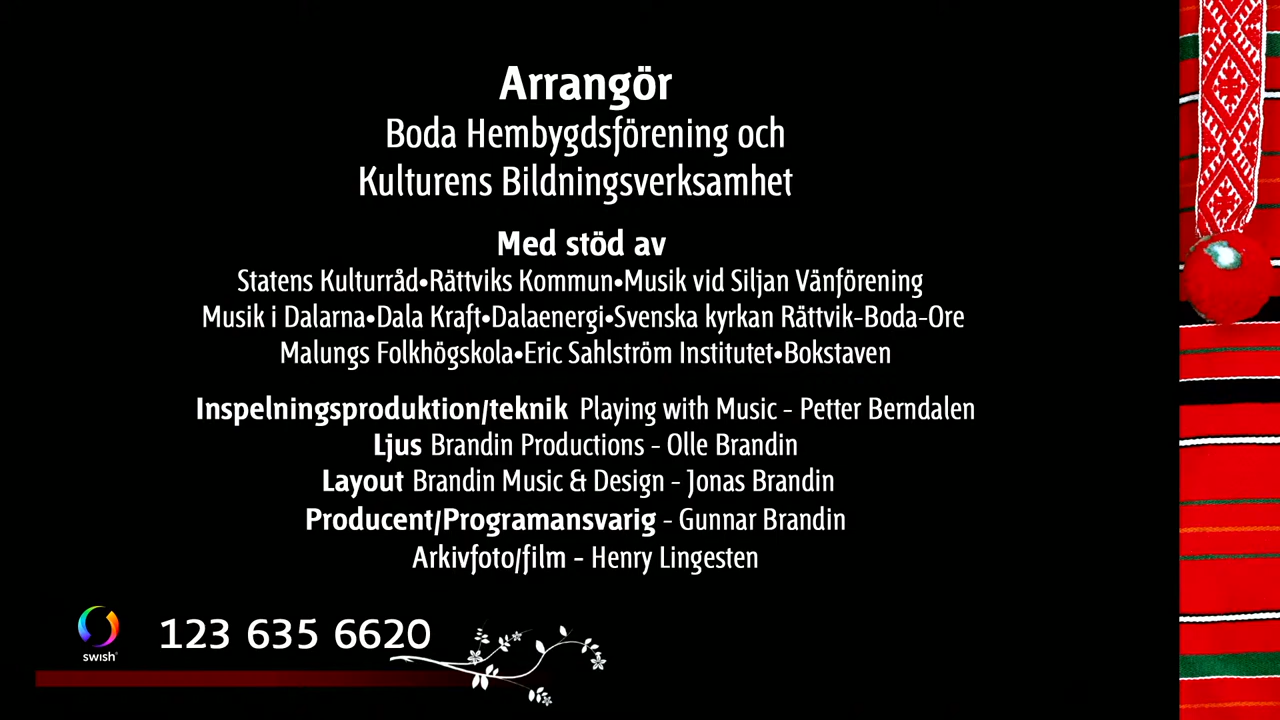 Arrangör
Boda Hembygdsförening och
Kulturens Bildningsverksamhet
Med stöd av
Statens Kulturråd•Rättviks Kommun•Musik vid Siljan Vänförening
Musik i Dalarna•Dala Kraft•Dalaenergi•Svenska kyrkan Rättvik-Boda-Ore
Malungs Folkhögskola•Eric Sahlström Institutet•Bokstaven
Inspelningsproduktion/teknik Playing with Music - Petter Berndalen
Ljus Brandin Productions - Olle Brandin
Layout Brandin Music & Design - Jonas Brandin
Producent/Programansvarig - Gunnar Brandin
Arkivfoto/film - Henry Lingesten
123 635 6620
swish